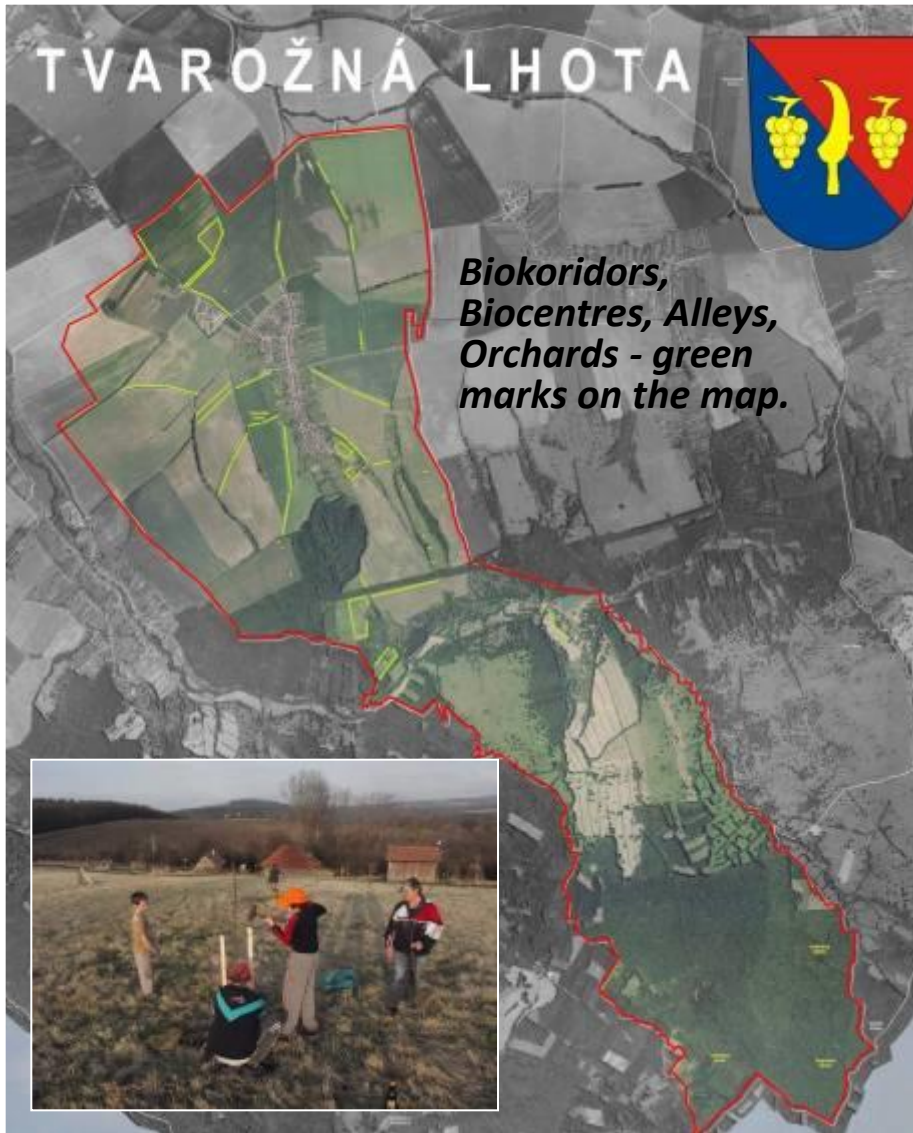 TVAROŽNÁ LHOTA
Biokoridors,
Biocentres, Alleys,
Orchards - green
marks on the map.